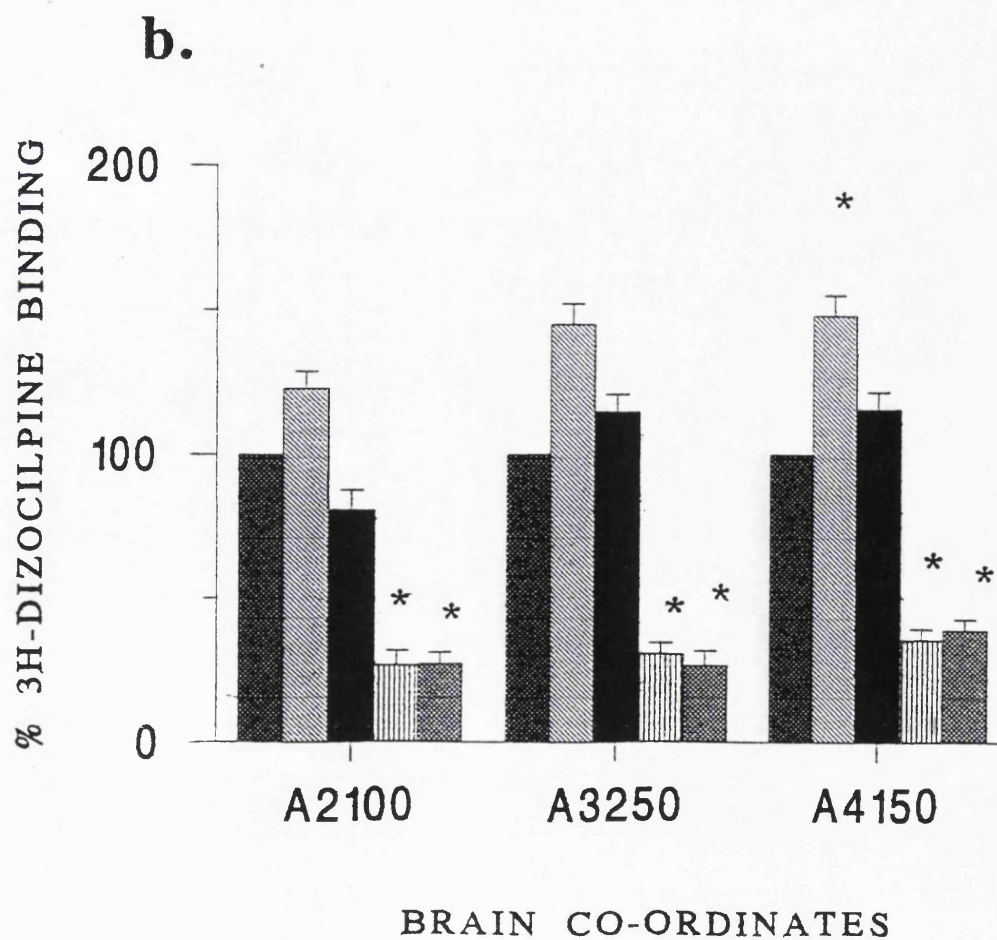 b.
% 3H-DIZOCILPINE BINDING
200
100
0
*
* *
* *
* *
A2100 A3250 A4150
BRAIN CO-ORDINATES